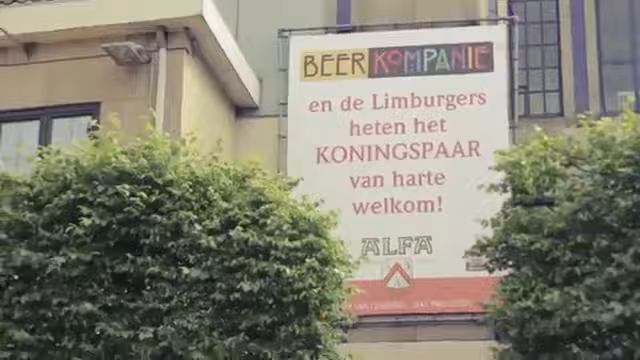 BEER KOMPANIE
en de Limburgers
heten het
KONINGSPAAR
van harte
welkom!
ALFA